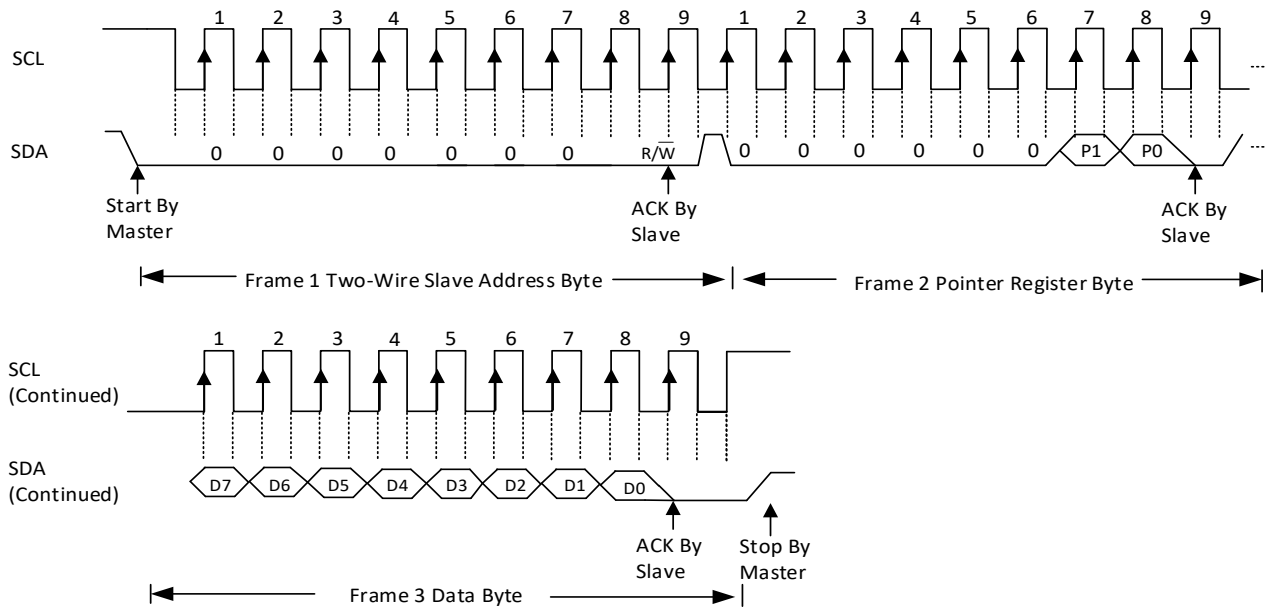 1 2 3 4 5 6 7 8 9 1 2 3 4 5 6 7 8 9
SCL
SDA 0 0 0 0 0 0 0 R/W̅ 0 0 0 0 0 0 P1 P0
Start By
Master
ACK By
Slave
ACK By
Slave
Frame 1 Two-Wire Slave Address Byte
Frame 2 Pointer Register Byte
1 2 3 4 5 6 7 8 9
SCL
(Continued)
SDA
(Continued)
D7 D6 D5 D4 D3 D2 D1 D0
ACK By
Slave
Stop By
Master
Frame 3 Data Byte